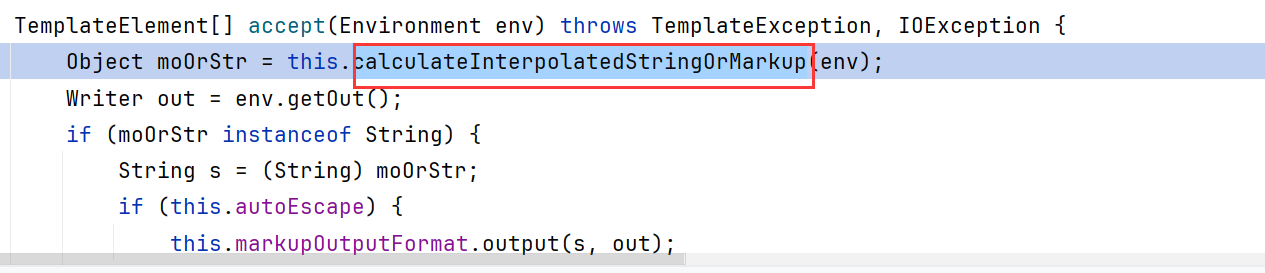 TemplateElement[] accept(Environment env) throws TemplateException, IOException {
Object moOrStr = this.calculateInterpolatedStringOrMarkup(env);
Writer out = env.getOut();
if (moOrStr instanceof String) {
String s = (String) moOrStr;
if (this.autoEscape) {
this.markupOutputFormat.output(s, out);